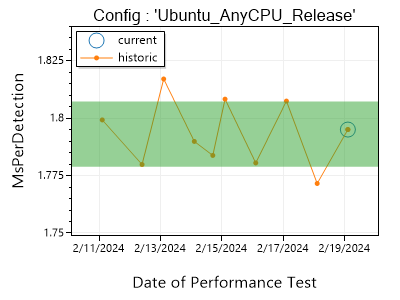 Config : 'Ubuntu_AnyCPU_Release'
current
historic
MsPerDetection
1.825
1.8
1.775
1.75
2/11/2024 2/13/2024 2/15/2024 2/17/2024 2/19/2024
Date of Performance Test